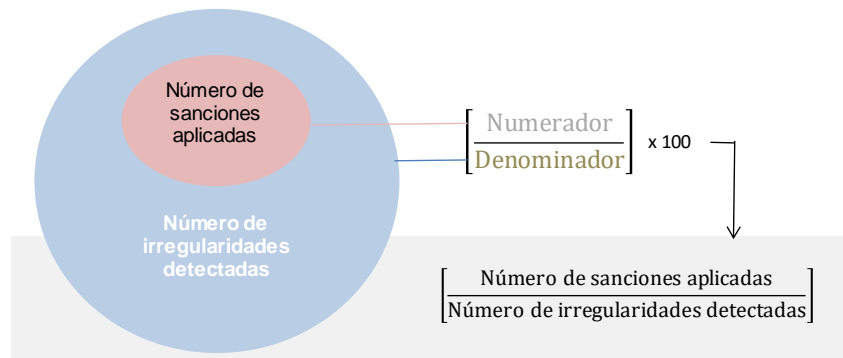 Número de
sanciones
aplicadas
Numerador
Denominador
x 100
Número de
irregularidades
detectadas
Número de sanciones aplicadas
Número de irregularidades detectadas